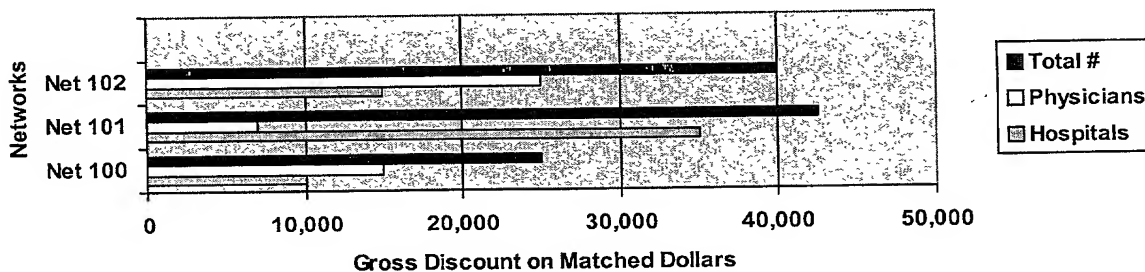 Networks
Net 102
Net 101
Net 100
0 10,000 20,000 30,000 40,000 50,000
Gross Discount on Matched Dollars
Total #
Physicians
Hospitals